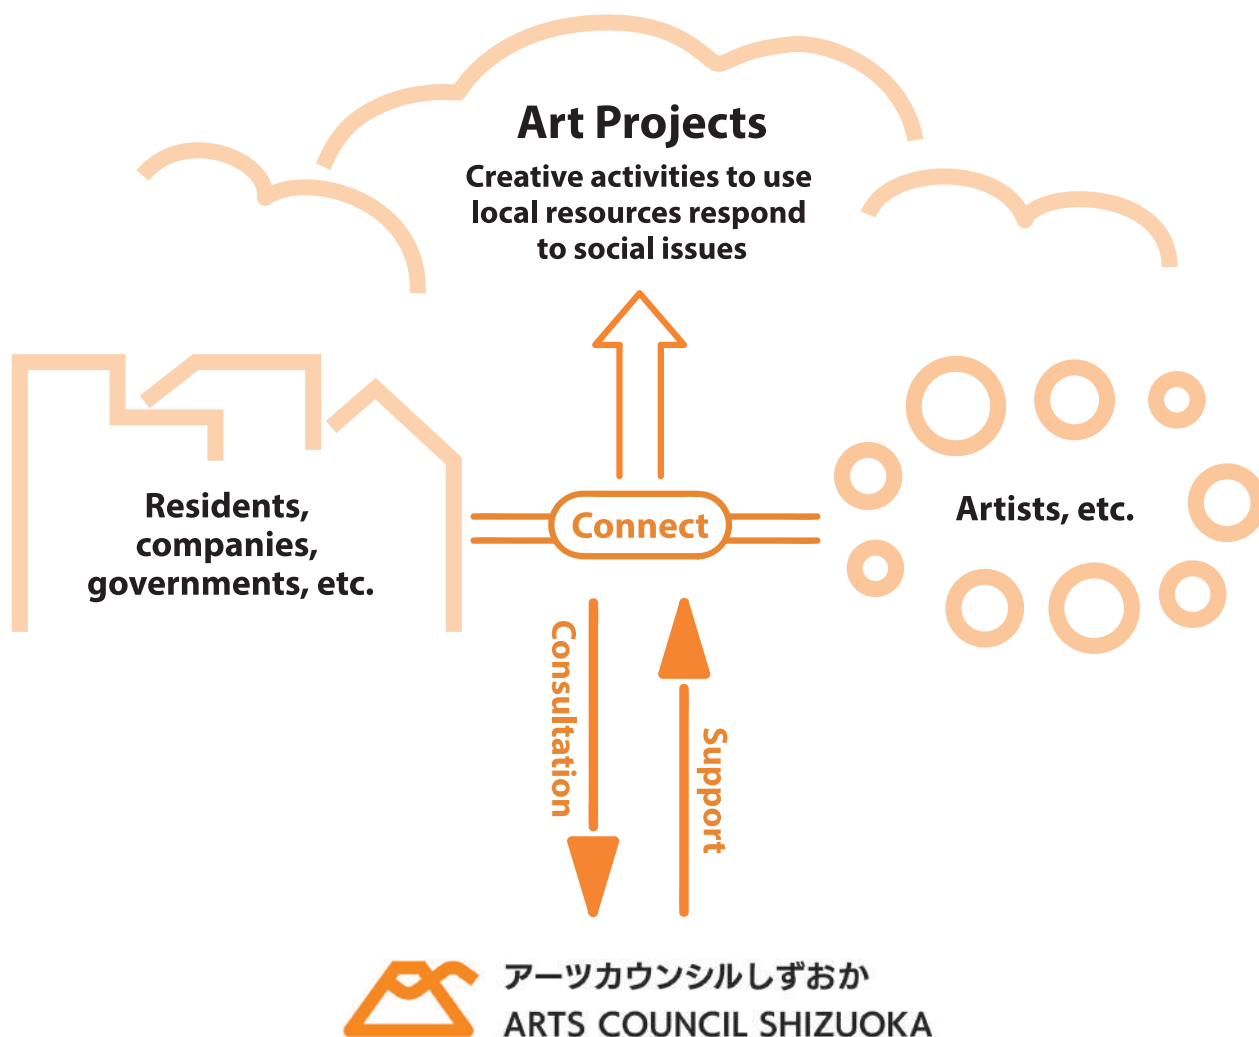 Art Projects
Creative activities to use
local resources respond
to social issues
Residents,
companies,
governments, etc.
Connect
Artists, etc.
Consultation
Support
アーツカウンシルしずおか
ARTS COUNCIL SHIZUOKA